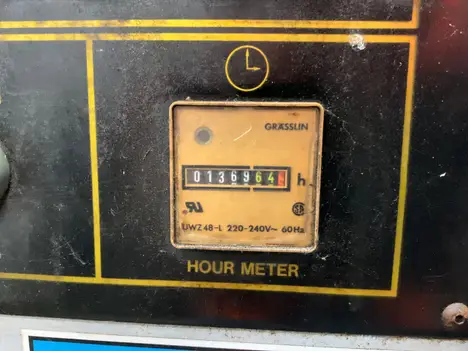 GRÄSSLIN
0136964 h
UWZ 48-L 220-240V~ 60Hz
HOUR METER